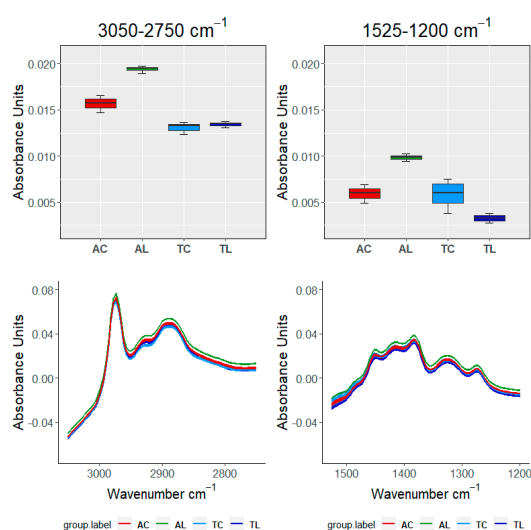 3050-2750 cm⁻¹
Absorbance Units
0.020
0.015
0.010
0.005
AC AL TC TL
1525-1200 cm⁻¹
Absorbance Units
0.020
0.015
0.010
0.005
AC AL TC TL
Absorbance Units
0.08
0.04
0.00
-0.04
3000 2900 2800
Wavenumber cm⁻¹
group.label AC AL TC TL
Absorbance Units
0.08
0.04
0.00
-0.04
1500 1400 1300 1200
Wavenumber cm⁻¹
group.label AC AL TC TL